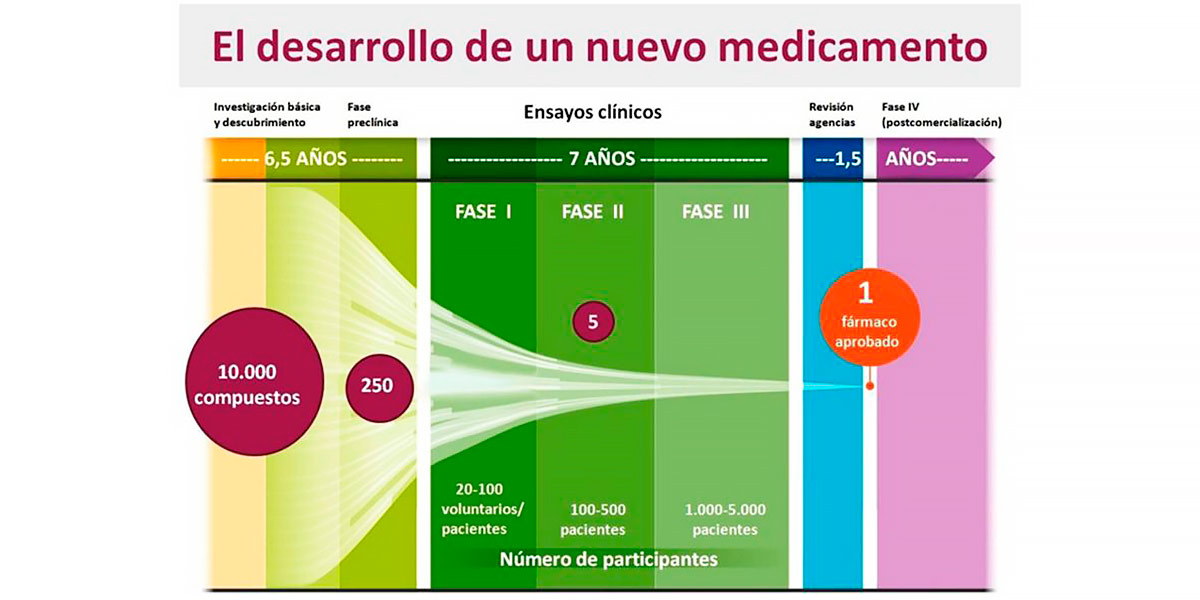 El desarrollo de un nuevo medicamento
Investigación básica
y descubrimiento
Fase
preclínica
Ensayos clínicos
Revisión
agencias
Fase IV
(postcomercialización)
------ 6,5 AÑOS --------
------------------ 7 AÑOS --------------------
---1,5 AÑOS-----
FASE I
FASE II
FASE III
10.000
compuestos
250
5
1
fármaco
aprobado
20-100
voluntarios/
pacientes
100-500
pacientes
1.000-5.000
pacientes
Número de participantes